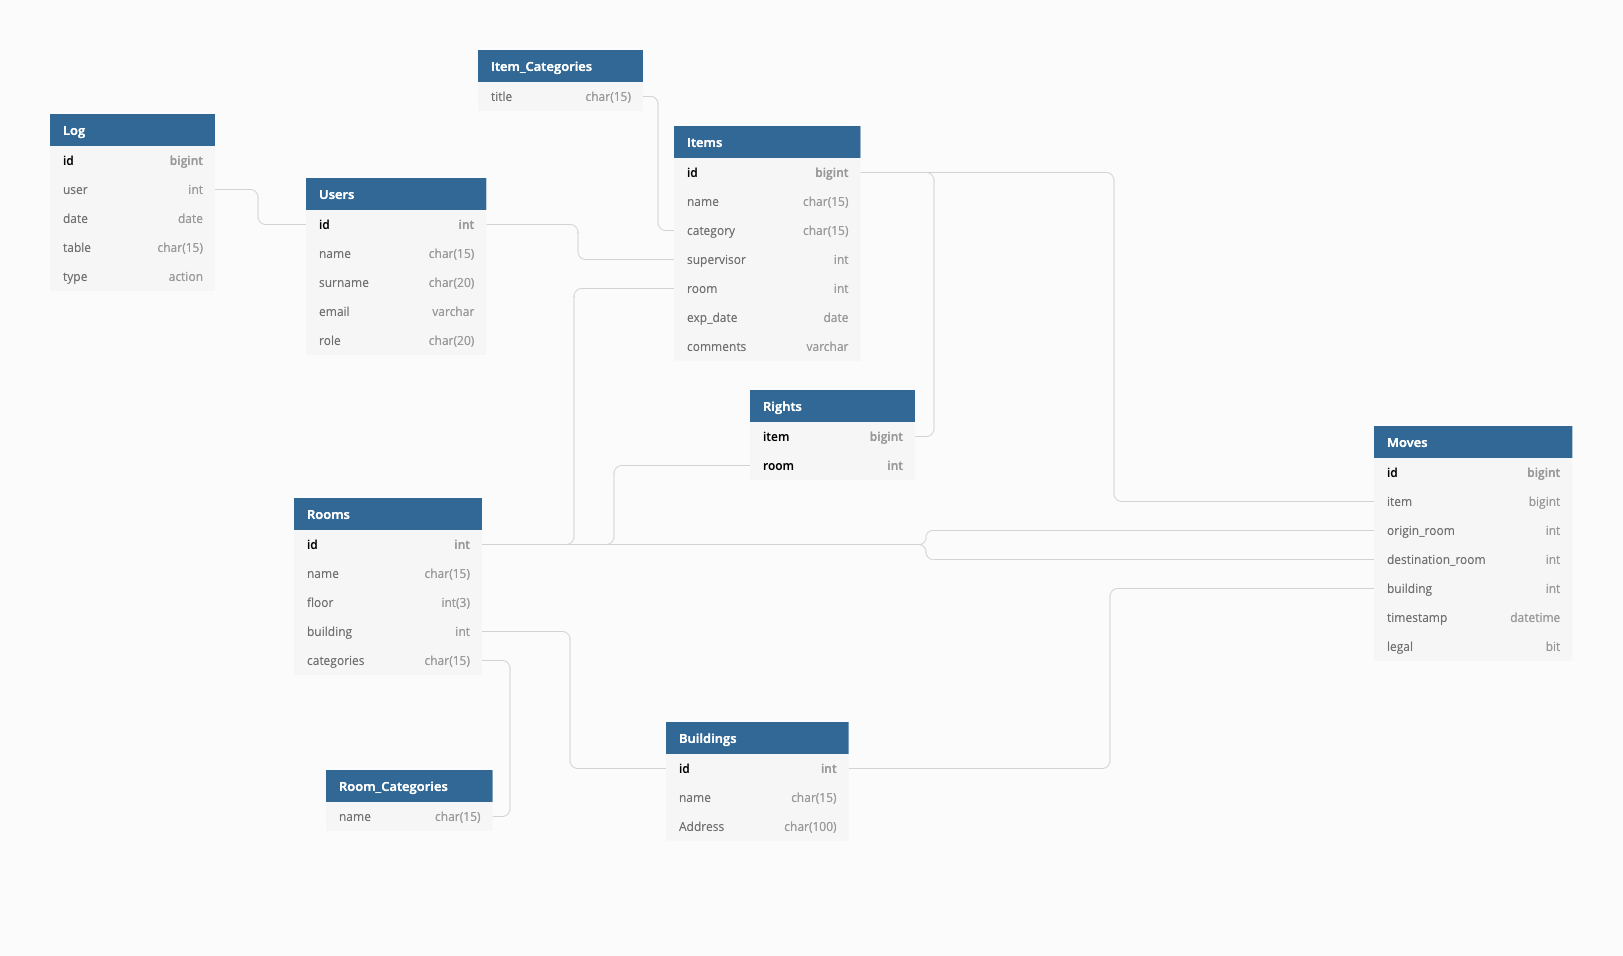 Item_Categories
title char(15)
Log
id bigint
user int
date date
table char(15)
type action
Users
id int
name char(15)
surname char(20)
email varchar
role char(20)
Items
id bigint
name char(15)
category char(15)
supervisor int
room int
exp_date date
comments varchar
Rights
item bigint
room int
Moves
id bigint
item bigint
origin_room int
destination_room int
building int
timestamp datetime
legal bit
Rooms
id int
name char(15)
floor int(3)
building int
categories char(15)
Room_Categories
name char(15)
Buildings
id int
name char(15)
Address char(100)